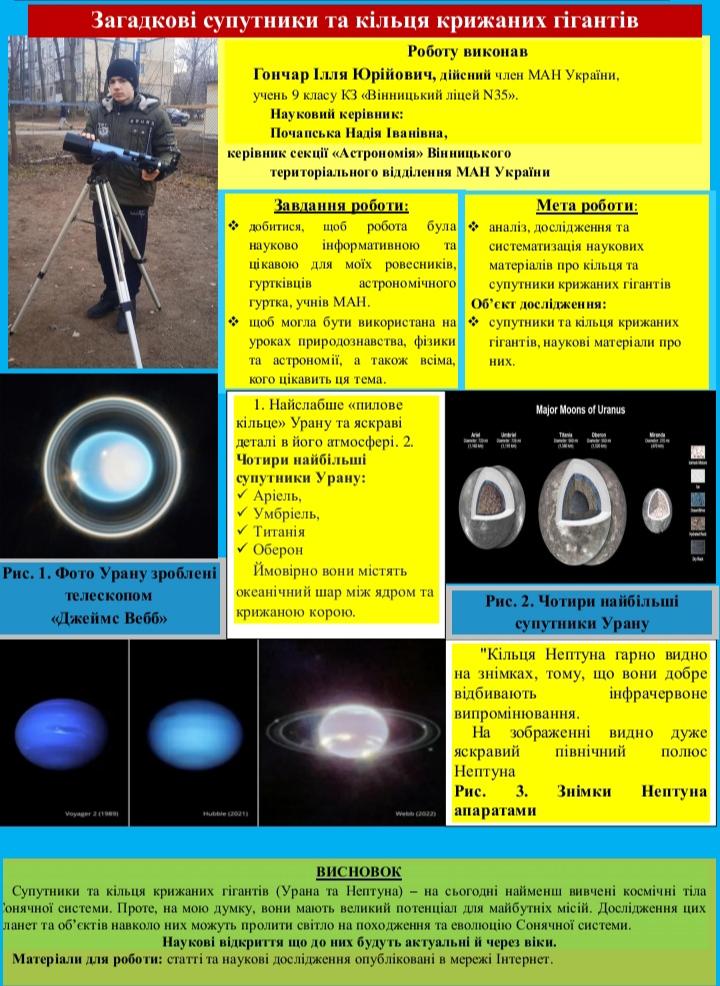 Загадкові супутники та кільця крижаних гігантів
Роботу виконав
Гончар Ілля Юрійович, дійсний член МАН України,
учень 9 класу КЗ «Вінницький ліцей N35».
Науковий керівник:
Почапська Надія Іванівна,
керівник секції «Астрономія» Вінницького
територіального відділення МАН України
Завдання роботи:
❖ добитися, щоб робота була
науково інформативною та
цікавою для моїх ровесників,
гуртківців астрономічного
гуртка, учнів МАН.
❖ щоб могла бути використана на
уроках природознавства, фізики
та астрономії, а також всіма,
кого цікавить ця тема.
Мета роботи:
❖ аналіз, дослідження та
систематізація наукових
матеріалів про кільця та
супутники крижаних гігантів
Об’єкт дослідження:
❖ супутники та кільця крижаних
гігантів, наукові матеріали про
них.
1. Найслабше «пилове
кільце» Урану та яскраві
деталі в його атмосфері. 2.
Чотири найбільші
супутники Урану:
✓ Аріель,
✓ Умбріель,
✓ Титанія
✓ Оберон
Ймовірно вони містять
океанічний шар між ядром та
крижаною корою.
Major Moons of Uranus
Ariel
Umbriel
Titania
Oberon
Miranda
Рис. 1. Фото Урану зроблені
телескопом
«Джеймс Вебб»
Рис. 2. Чотири найбільші
супутники Урану
Voyager 2 (1989)
Hubble (2021)
Webb (2022)
"Кільця Нептуна гарно видно
на знімках, тому, що вони добре
відбивають інфрачервоне
випромінювання.
На зображенні видно дуже
яскравий північний полюс
Нептуна
Рис. 3. Знімки Нептуна
апаратами
ВИСНОВОК
Супутники та кільця крижаних гігантів (Урана та Нептуна) – на сьогодні найменш вивчені космічні тіла
Сонячної системи. Проте, на мою думку, вони мають великий потенціал для майбутніх місій. Дослідження цих
планет та об’єктів навколо них можуть пролити світло на походження та еволюцію Сонячної системи.
Наукові відкриття що до них будуть актуальні й через віки.
Матеріали для роботи: статті та наукові дослідження опубліковані в мережі Інтернет.